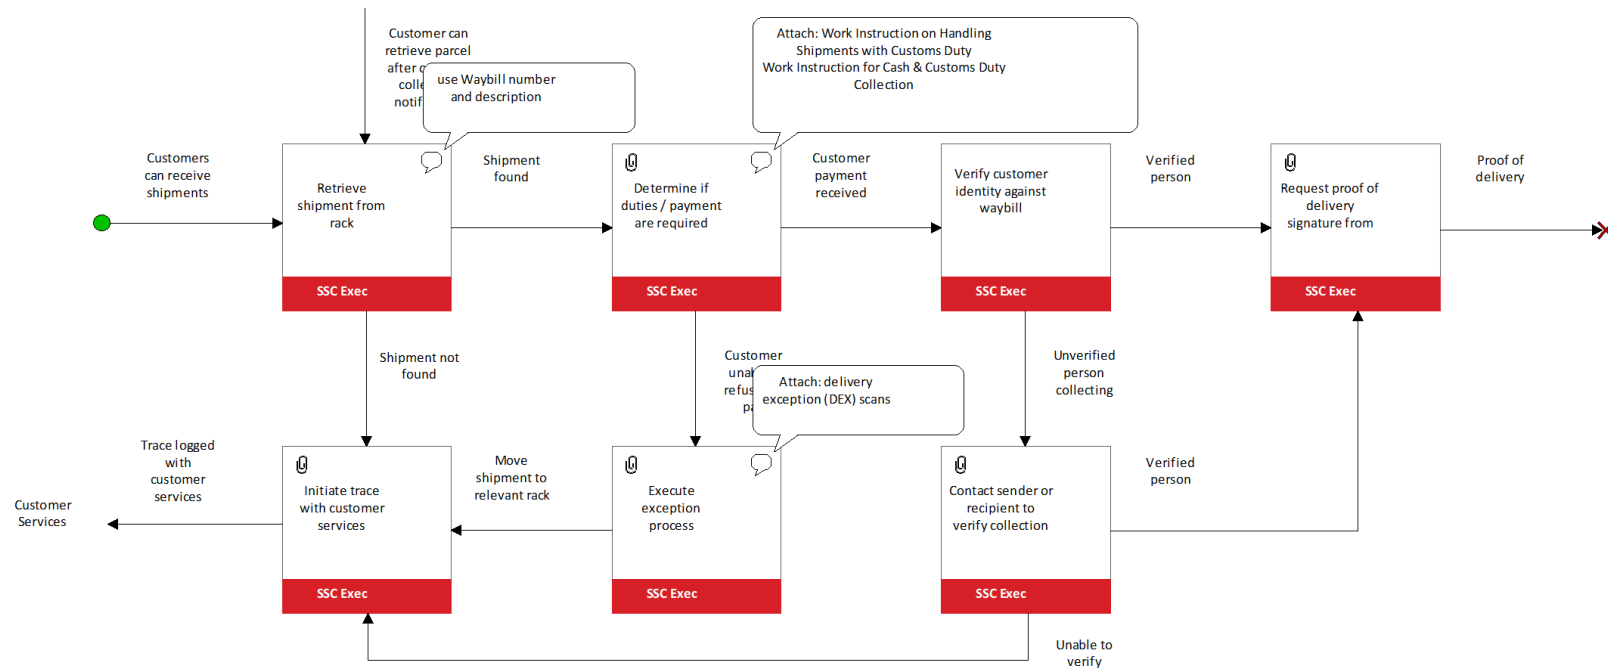 Customer can
retrieve parcel
after
notif
use Waybill number
and description
Attach: Work Instruction on Handling
Shipments with Customs Duty
Work Instruction for Cash & Customs Duty
Collection
Customers
can receive
shipments
Shipment
found
Customer
payment
received
Verified
person
Proof of
delivery
Retrieve
shipment from
rack
Determine if
duties / payment
are required
Verify customer
identity against
waybill
Request proof of
delivery
signature from
SSC Exec
SSC Exec
SSC Exec
SSC Exec
Shipment not
found
Customer
Attach: delivery
exception (DEX) scans
Unverified
person
collecting
Trace logged
with
customer
services
Customer
Services
Initiate trace
with customer
services
Move
shipment to
relevant rack
Execute
exception
process
Contact sender or
recipient to
verify collection
Verified
person
SSC Exec
SSC Exec
SSC Exec
Unable to
verify